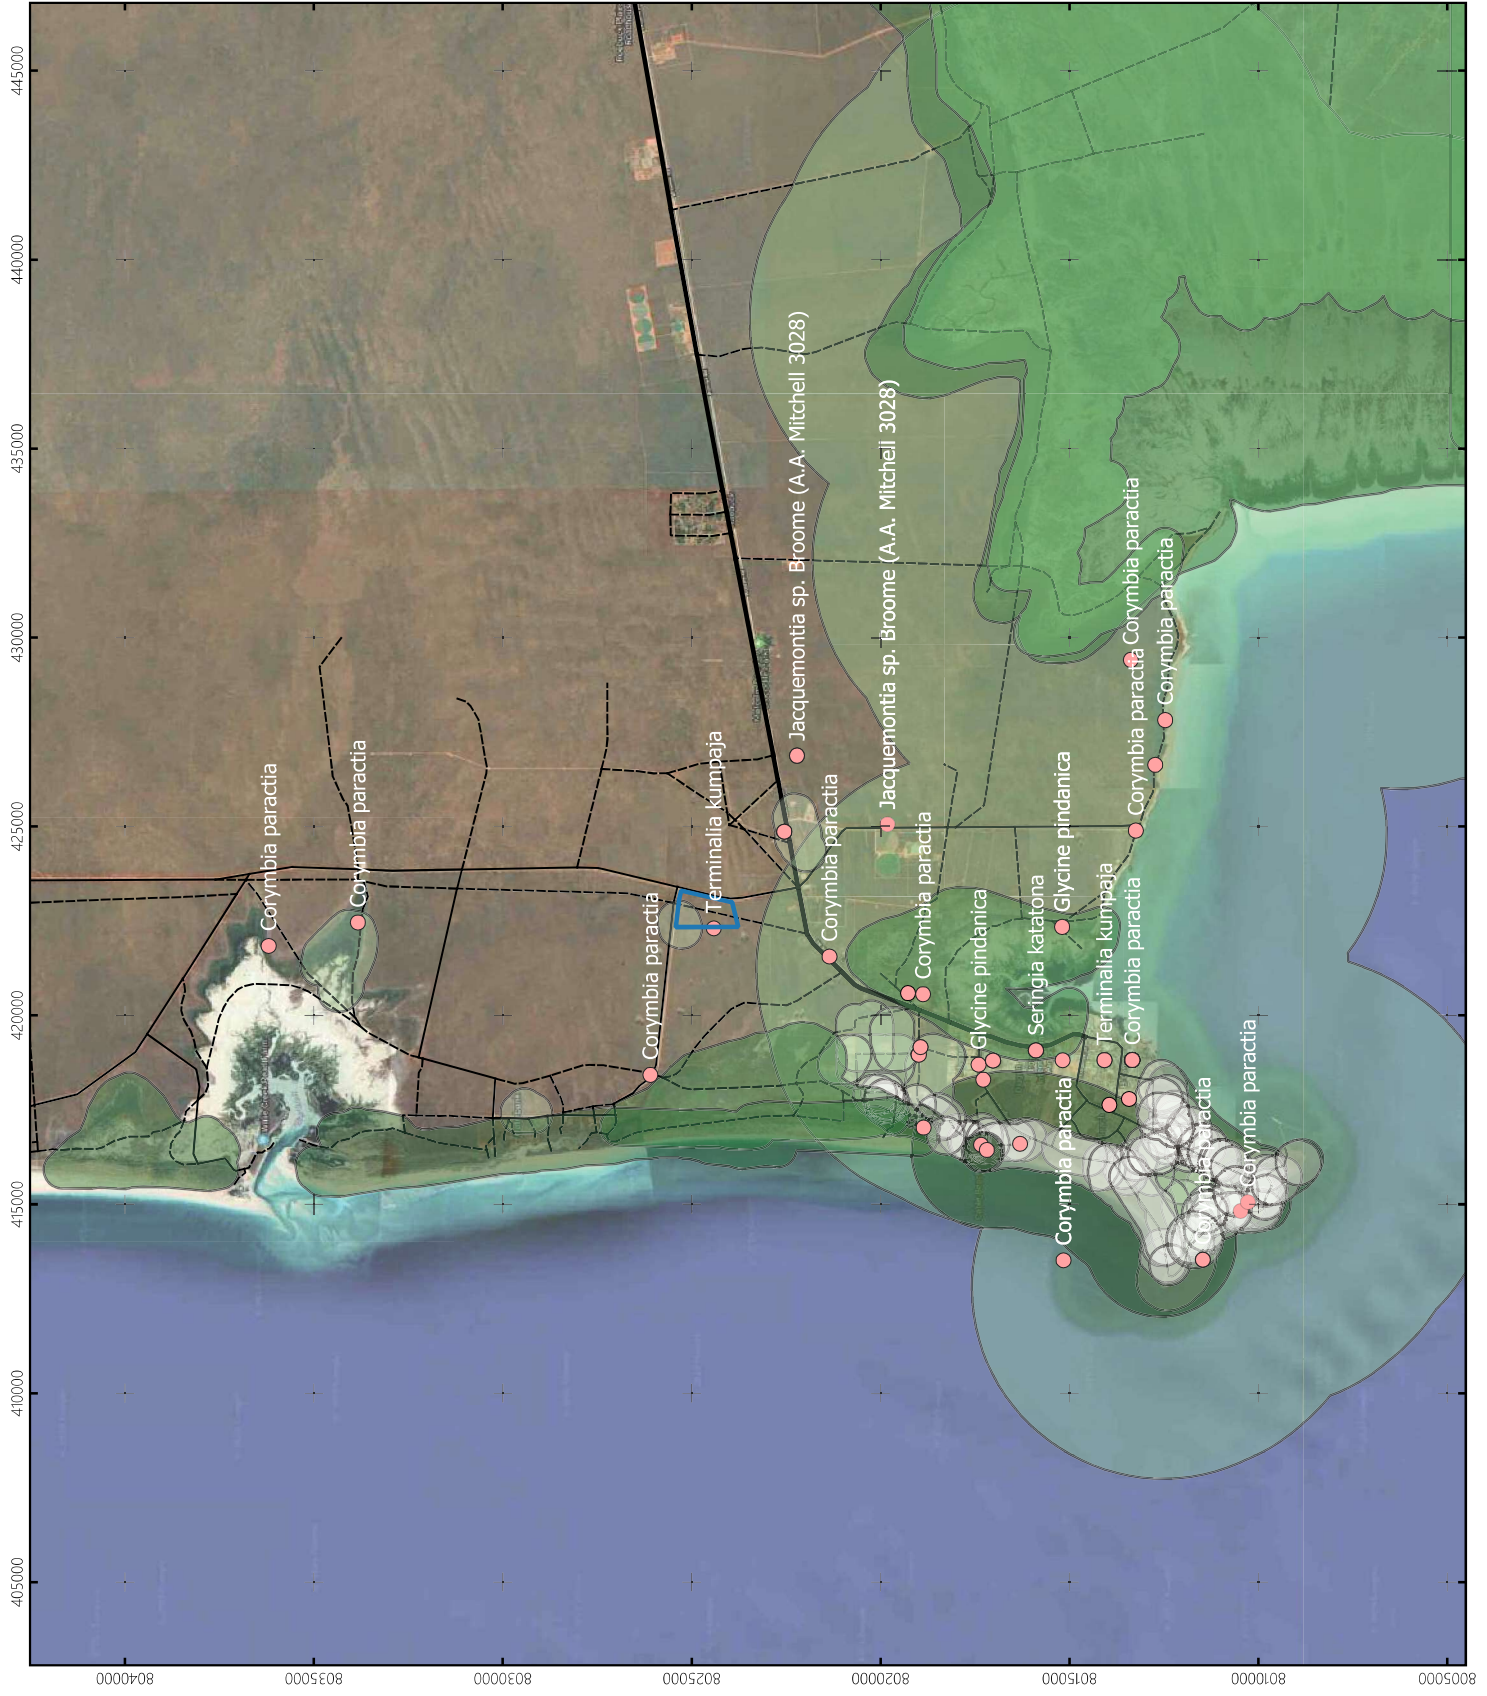 445000
440000
435000
430000
425000
420000
415000
410000
405000
Corymbia paractia
Corymbia paractia
Corymbia paractia
Terminalia kumpaja
Jacquemontia sp. Broome (A.A. Mitchell 3028)
Corymbia paractia
Jacquemontia sp. Broome (A.A. Mitchell 3028)
Corymbia paractia
Glycine pindanica
Seringia katatona
Glycine pindanica
Corymbia paractia
Terminalia kumpaja
Corymbia paractia
Corymbia paractia
Corymbia paractia
Corymbia paractia
Corymbia paractia
Corymbia paractia
8040000
8035000
8030000
8025000
8020000
8015000
8010000
8005000